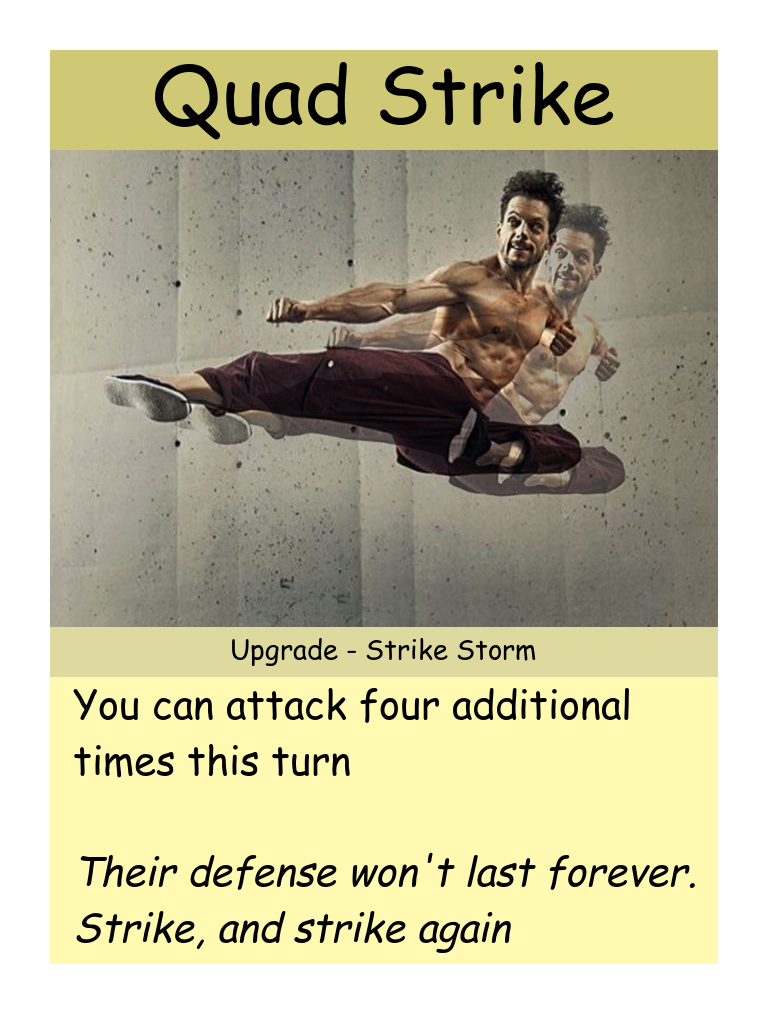 Quad Strike
Upgrade - Strike Storm
You can attack four additional
times this turn
Their defense won't last forever.
Strike, and strike again